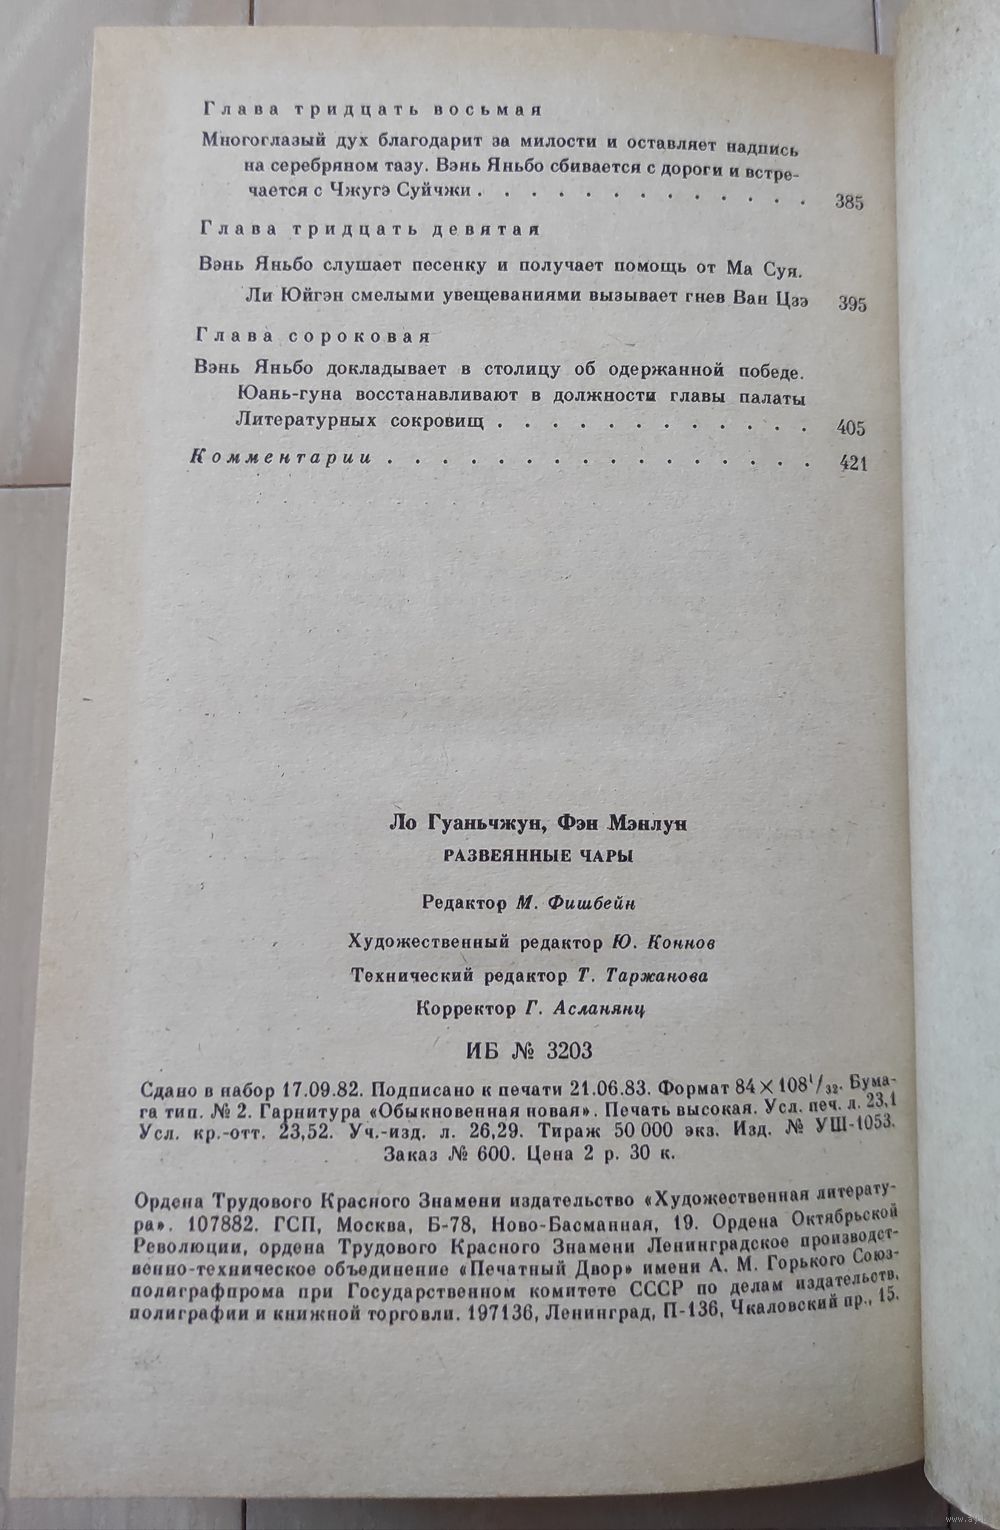 Глава тридцать восьмая
Многоглазый дух благодарит за милости и оставляет надпись
на серебряном тазу. Вэнь Яньбо сбивается с дороги и встре-
чается с Чжугэ Суйчжи . . . . . . . . . . . . . 385
Глава тридцать девятая
Вэнь Яньбо слушает песенку и получает помощь от Ма Суя.
Ли Юйгэн смелыми увещеваниями вызывает гнев Ван Цзэ 395
Глава сороковая
Вэнь Яньбо докладывает в столицу об одержанной победе.
Юань-гуна восстанавливают в должности главы палаты
Литературных сокровищ . . . . . . . . . . . . 405
Комментарии . . . . . . . . . . . . . . . . 421
Ло Гуаньчжун, Фэн Мэнлун
РАЗВЕЯННЫЕ ЧАРЫ
Редактор М. Фишбейн
Художественный редактор Ю. Коннов
Технический редактор Т. Таржанова
Корректор Г. Асланянц
ИБ № 3203
Сдано в набор 17.09.82. Подписано к печати 21.06.83. Формат 84×108¹/₃₂. Бума-
га тип. № 2. Гарнитура «Обыкновенная новая». Печать высокая. Усл. печ. л. 23,1
Усл. кр.-отт. 23,52. Уч.-изд. л. 26,29. Тираж 50 000 экз. Изд. № УШ-1053.
Заказ № 600. Цена 2 р. 30 к.
Ордена Трудового Красного Знамени издательство «Художественная литерату-
ра». 107882. ГСП, Москва, Б-78, Ново-Басманная, 19. Ордена Октябрьской
Революции, ордена Трудового Красного Знамени Ленинградское производст-
венно-техническое объединение «Печатный Двор» имени А. М. Горького Союз-
полиграфпрома при Государственном комитете СССР по делам издательств,
полиграфии и книжной торговли. 197136, Ленинград, П-136, Чкаловский пр., 15.